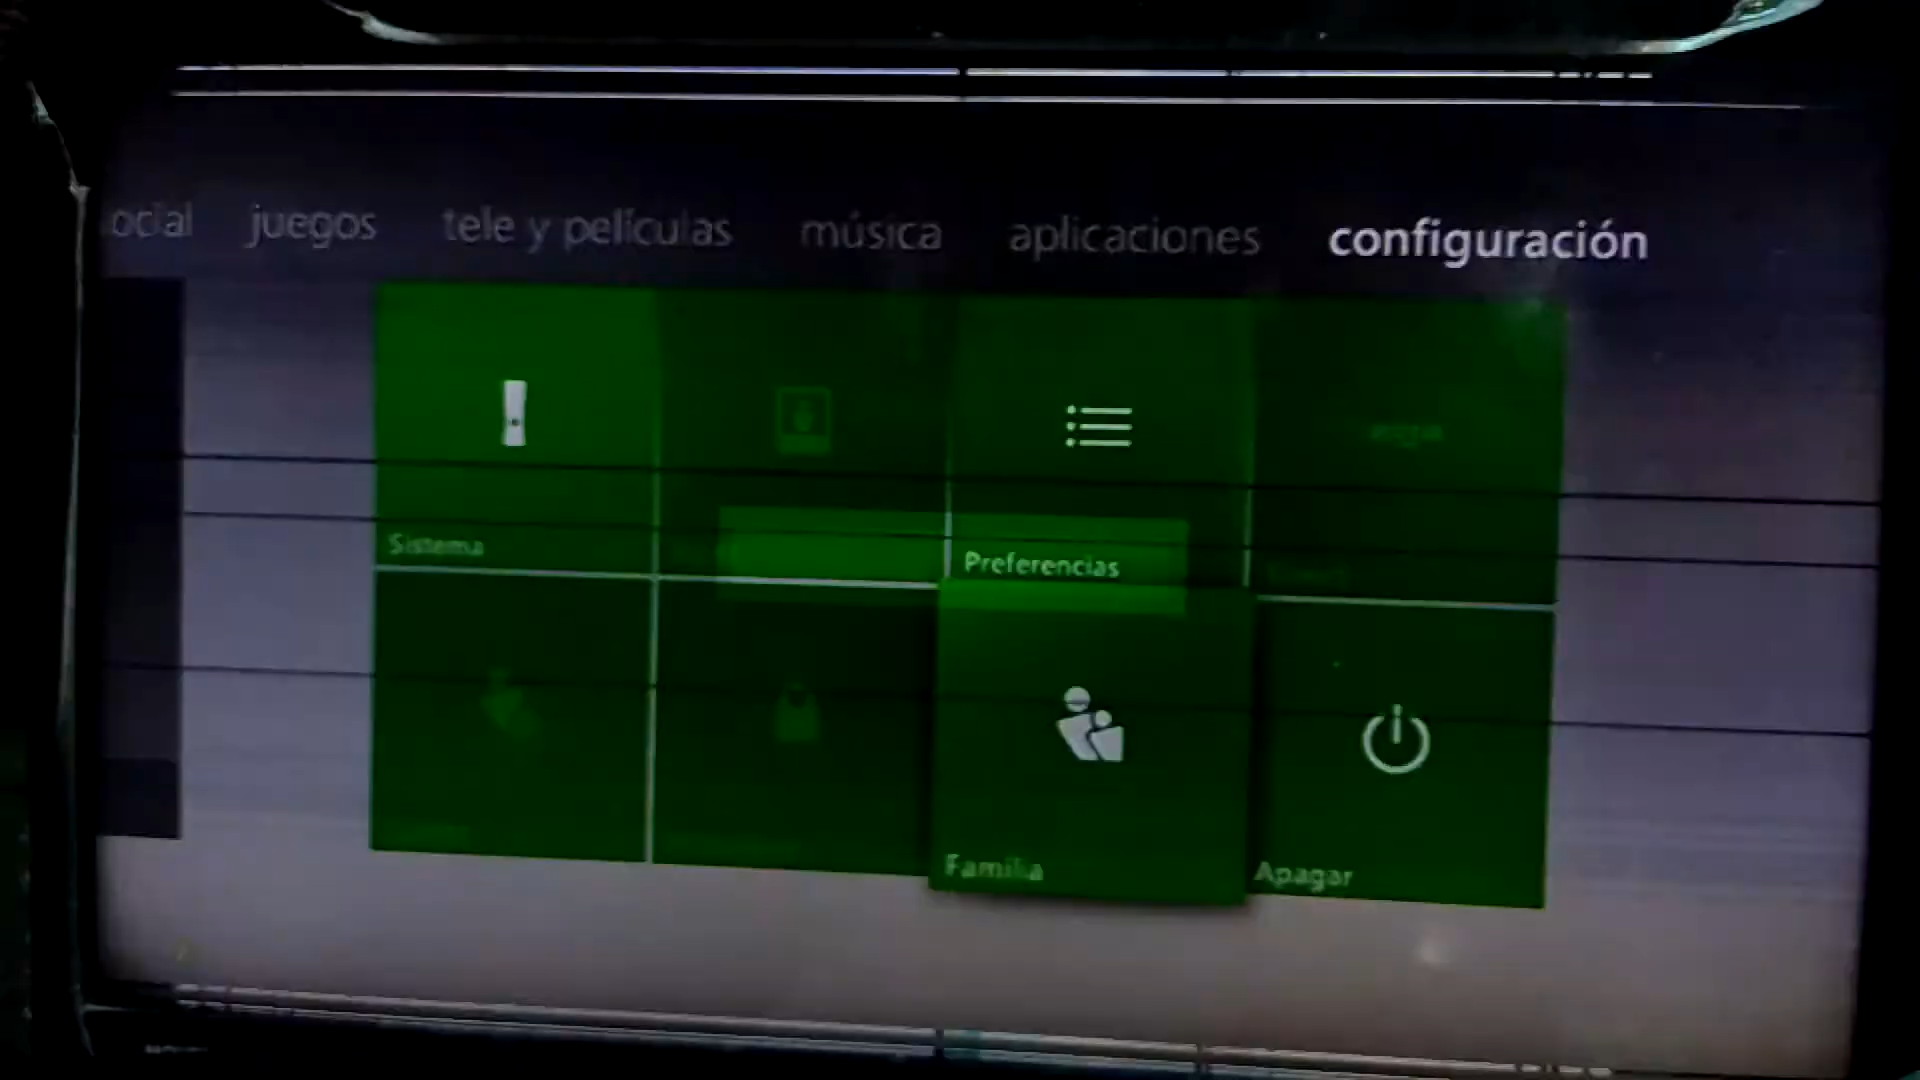 ocial juegos tele y películas música aplicaciones configuración
Sistema
Preferencias
Familia
Apagar